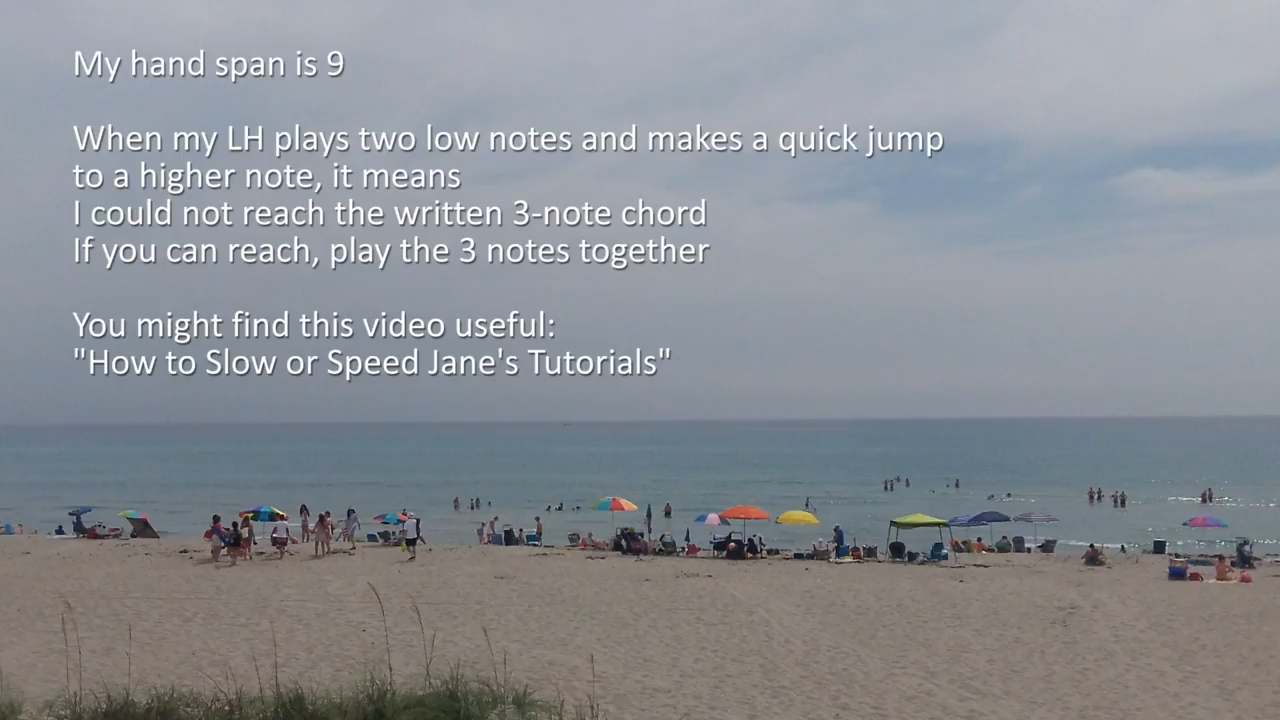 My hand span is 9
When my LH plays two low notes and makes a quick jump
to a higher note, it means
I could not reach the written 3-note chord
If you can reach, play the 3 notes together
You might find this video useful:
"How to Slow or Speed Jane's Tutorials"